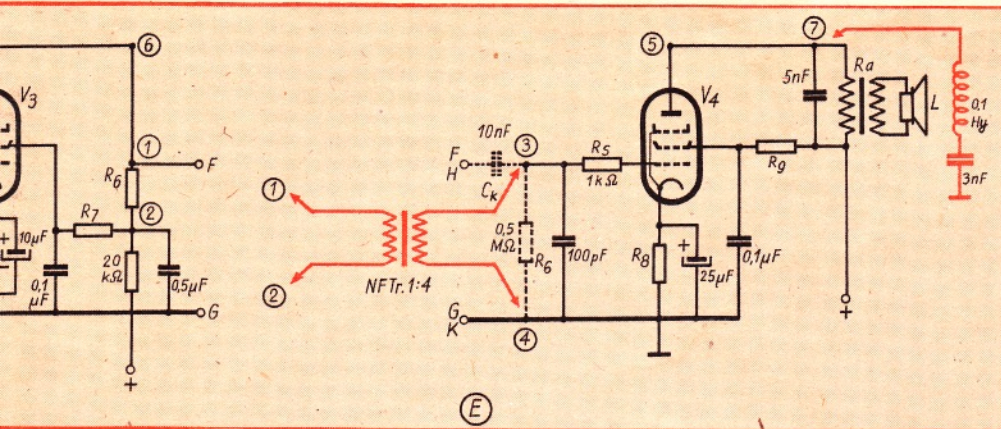 6
V3
1
F
R6
2
R7
10µF
+
0,1
µF
20
kΩ
0,5µF
G
+
1
2
NFTr. 1:4
10nF
F
H
Ck
3
R5
1kΩ
0,5
MΩ
R6
100pF
G
K
4
5
V4
R8
+
25µF
0,1µF
R9
7
5nF
Ra
L
0,1
Hy
3nF
+
E